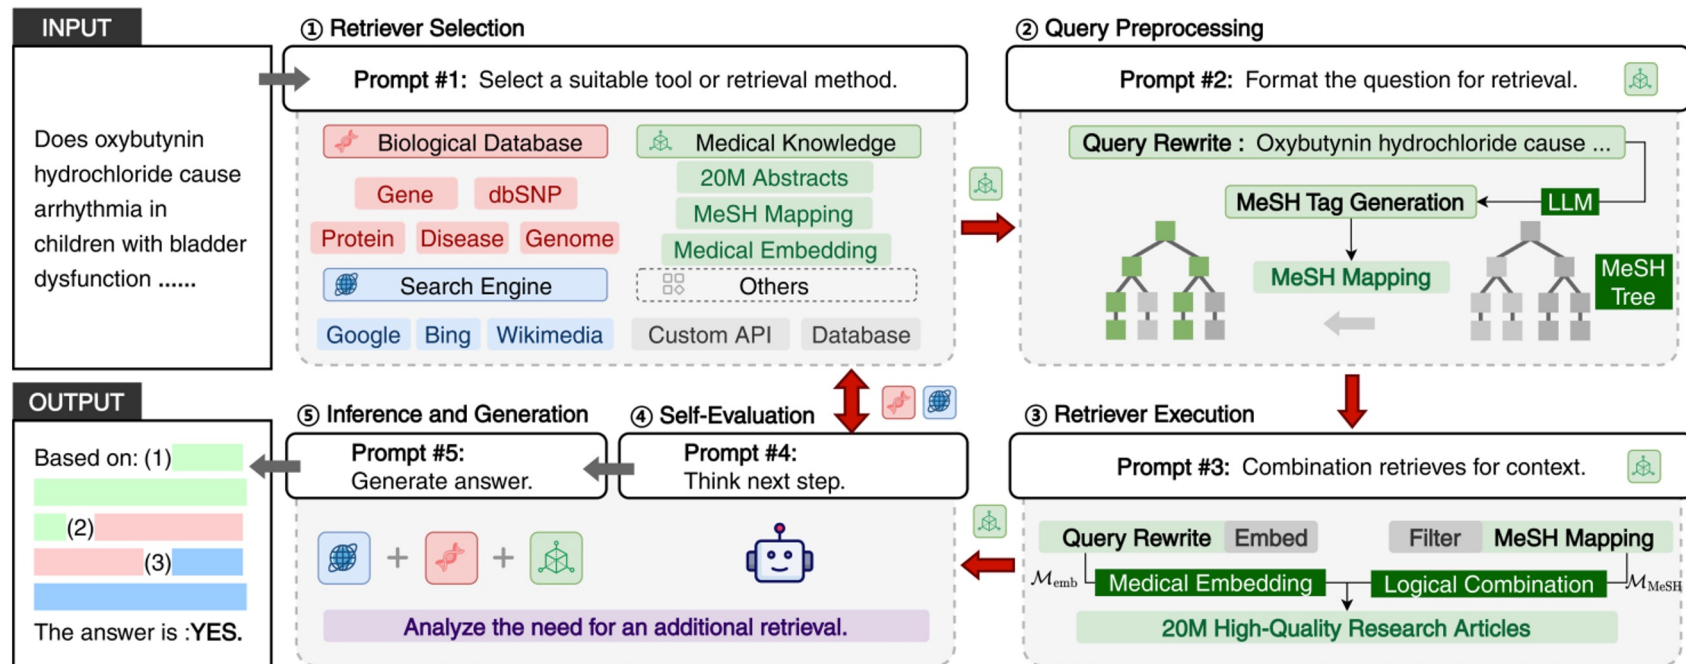 INPUT
Does oxybutynin
hydrochloride cause
arrhythmia in
children with bladder
dysfunction ......
① Retriever Selection
Prompt #1: Select a suitable tool or retrieval method.
Biological Database
Gene dbSNP
Protein Disease Genome
Search Engine
Google Bing Wikimedia
Medical Knowledge
20M Abstracts
MeSH Mapping
Medical Embedding
Others
Custom API Database
② Query Preprocessing
Prompt #2: Format the question for retrieval.
Query Rewrite : Oxybutynin hydrochloride cause ...
MeSH Tag Generation
LLM
MeSH Mapping
MeSH
Tree
③ Retriever Execution
Prompt #3: Combination retrieves for context.
Query Rewrite Embed
Filter MeSH Mapping
𝓜emb
Medical Embedding
Logical Combination
𝓜MeSH
20M High-Quality Research Articles
④ Self-Evaluation
Prompt #4:
Think next step.
⑤ Inference and Generation
Prompt #5:
Generate answer.
+ +
Analyze the need for an additional retrieval.
OUTPUT
Based on: (1)
(2)
(3)
The answer is :YES.